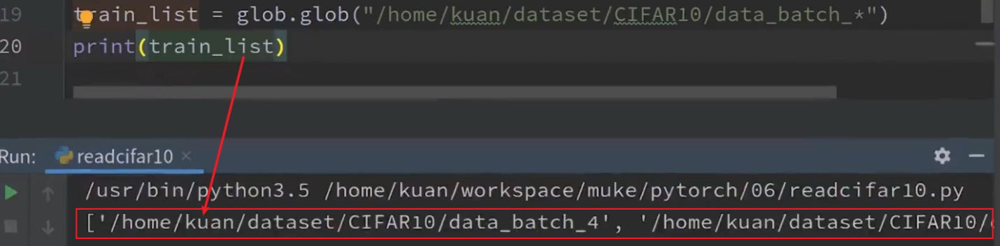 19 train_list = glob.glob("/home/kuan/dataset/CIFAR10/data_batch_*")
20 print(train_list)
21
Run: readcifar10 ×
/usr/bin/python3.5 /home/kuan/workspace/muke/pytorch/06/readcifar10.py
['/home/kuan/dataset/CIFAR10/data_batch_4', '/home/kuan/dataset/CIFAR10/